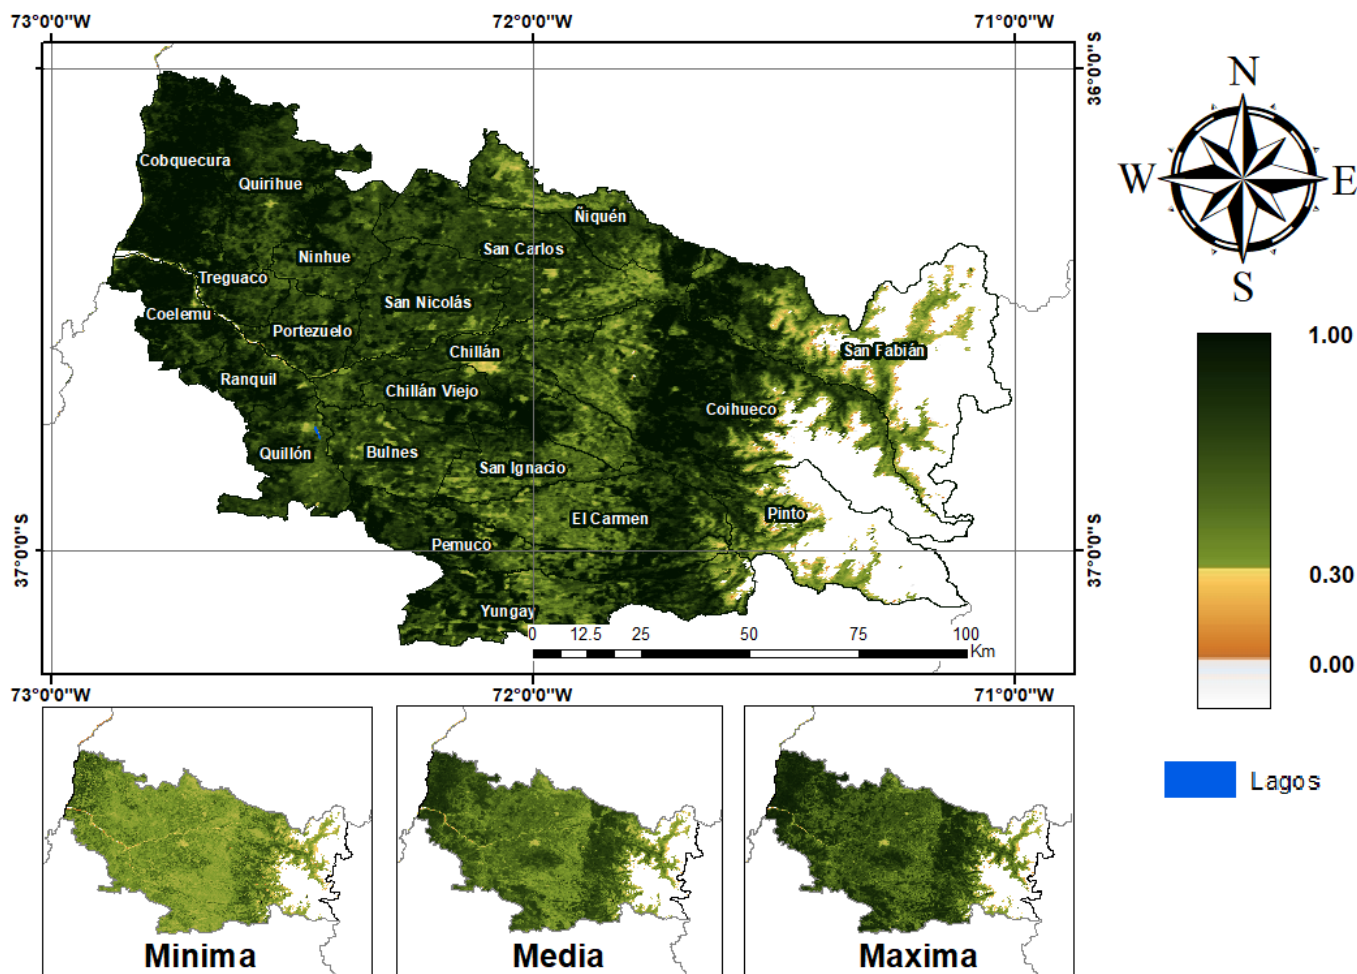 73°0'0"W
72°0'0"W
71°0'0"W
36°0'0"S
36°0'0"S
37°0'0"S
37°0'0"S
Cobquecura
Quirihue
Ñiquén
San Carlos
Ninhue
Treguaco
San Nicolás
Coelemu
Portezuelo
Chillán
San Fabián
Ranquil
Chillán Viejo
Coihueco
Quillón
Bulnes
San Ignacio
Pinto
El Carmen
Pemuco
Yungay
0 12.5 25 50 75 100
Km
73°0'0"W
72°0'0"W
71°0'0"W
N
W E
S
1.00
0.30
0.00
Lagos
Minima
Media
Maxima